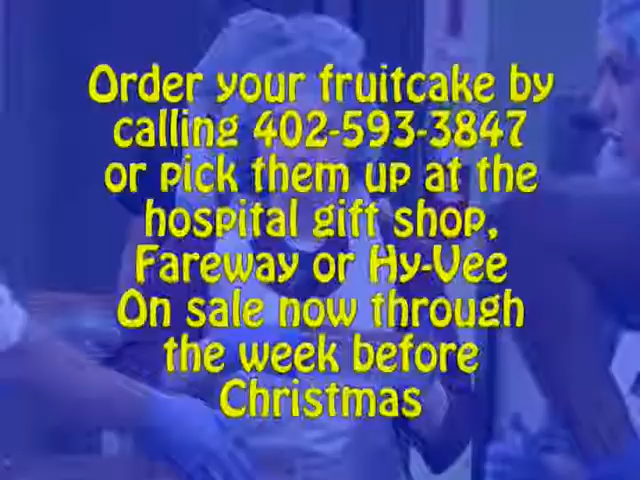 Order your fruitcake by
calling 402-593-3847
or pick them up at the
hospital gift shop,
Fareway or Hy-Vee
On sale now through
the week before
Christmas